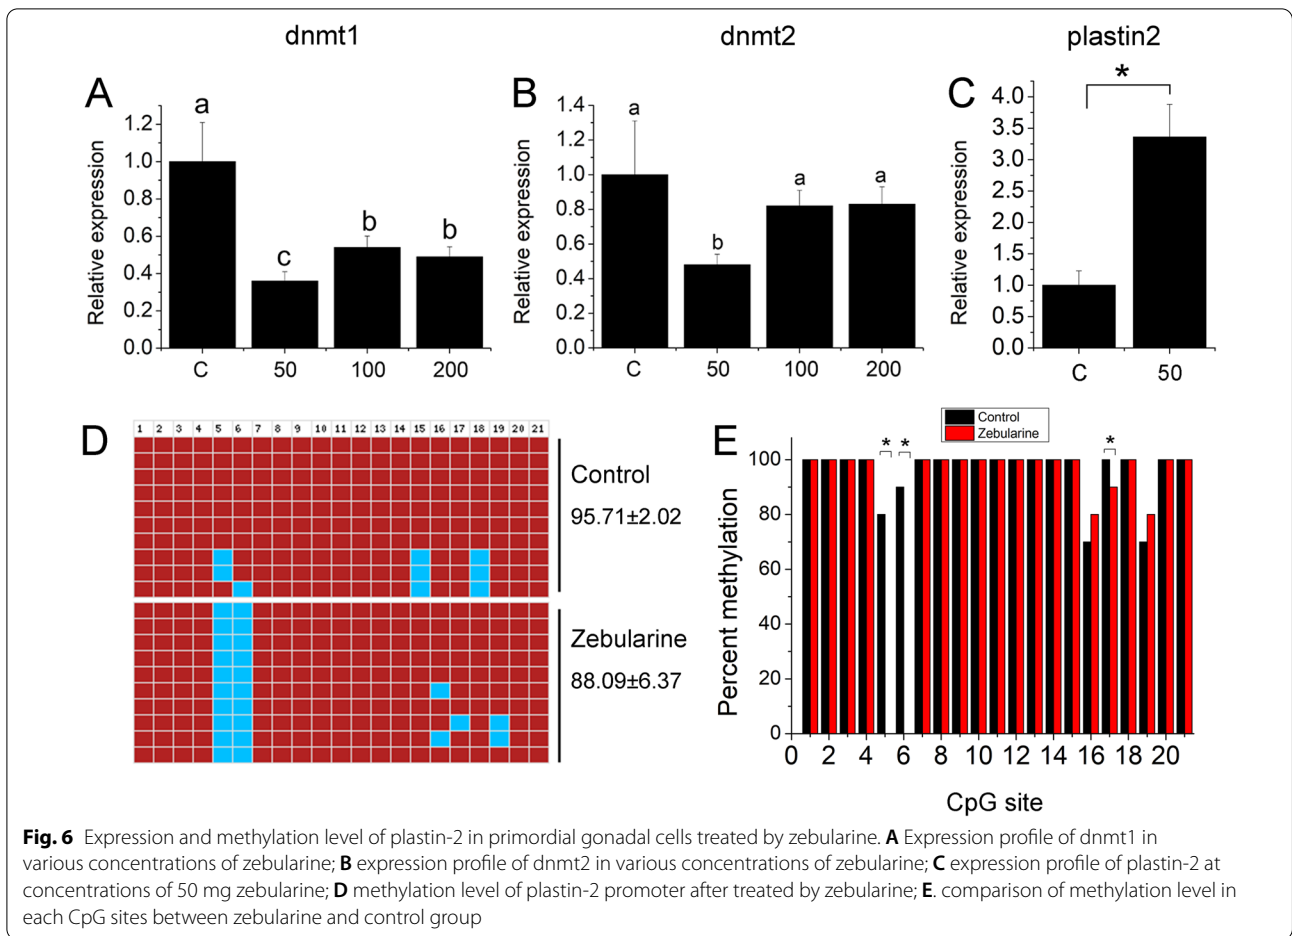 dnmt1
dnmt2
plastin2
A
Relative expression
1.2
1.0
0.8
0.6
0.4
0.2
0.0
a
c
b
b
C 50 100 200
B
Relative expression
1.4
1.2
1.0
0.8
0.6
0.4
0.2
0.0
a
b
a
a
C 50 100 200
C
Relative expression
4.0
3.5
3.0
2.5
2.0
1.5
1.0
0.5
0.0
*
C 50
D
1 2 3 4 5 6 7 8 9 10 11 12 13 14 15 16 17 18 19 20 21
Control
95.71±2.02
Zebularine
88.09±6.37
E
Control
Zebularine
Percent methylation
100
80
60
40
20
0
* * *
0 2 4 6 8 10 12 14 16 18 20
CpG site
Fig. 6 Expression and methylation level of plastin-2 in primordial gonadal cells treated by zebularine. A Expression profile of dnmt1 in
various concentrations of zebularine; B expression profile of dnmt2 in various concentrations of zebularine; C expression profile of plastin-2 at
concentrations of 50 mg zebularine; D methylation level of plastin-2 promoter after treated by zebularine; E. comparison of methylation level in
each CpG sites between zebularine and control group